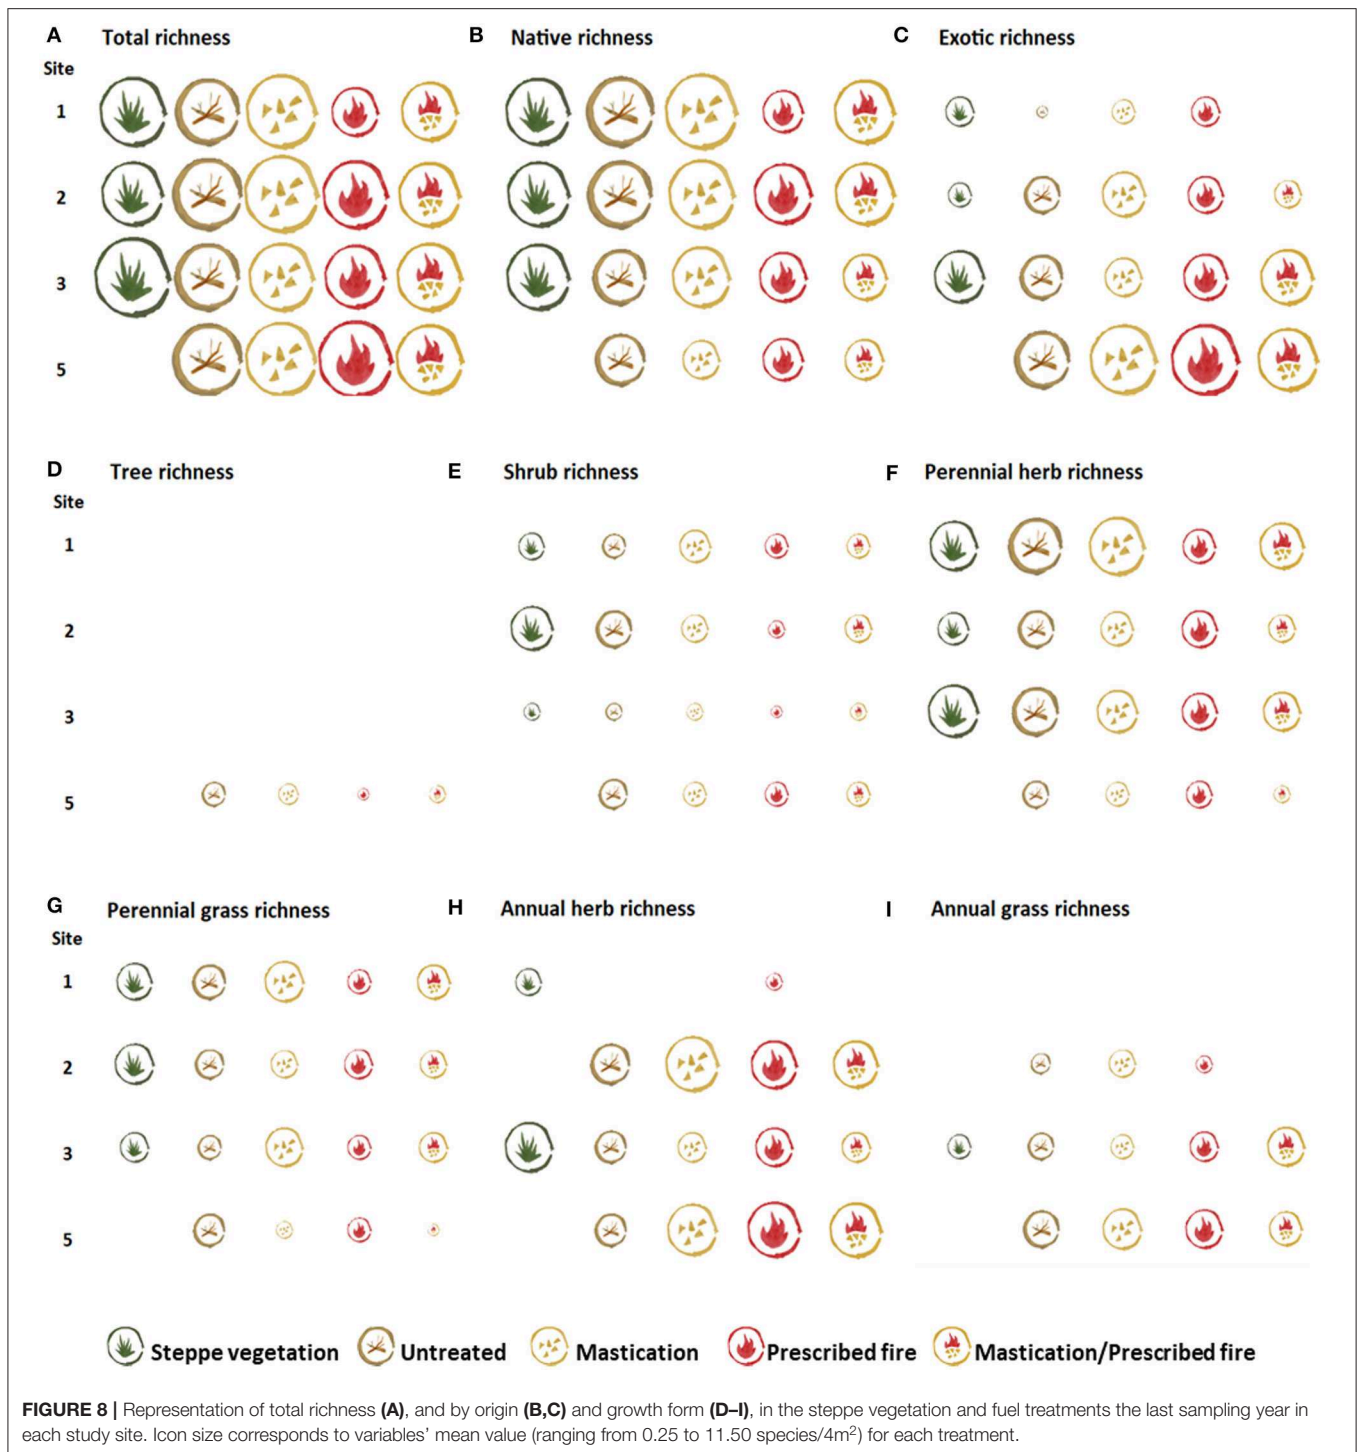 A Total richness B Native richness C Exotic richness
Site
1
2
3
5
D Tree richness E Shrub richness F Perennial herb richness
Site
1
2
3
5
G Perennial grass richness H Annual herb richness I Annual grass richness
Site
1
2
3
5
Steppe vegetation Untreated Mastication Prescribed fire Mastication/Prescribed fire
FIGURE 8 | Representation of total richness (A), and by origin (B,C) and growth form (D–I), in the steppe vegetation and fuel treatments the last sampling year in
each study site. Icon size corresponds to variables' mean value (ranging from 0.25 to 11.50 species/4m²) for each treatment.